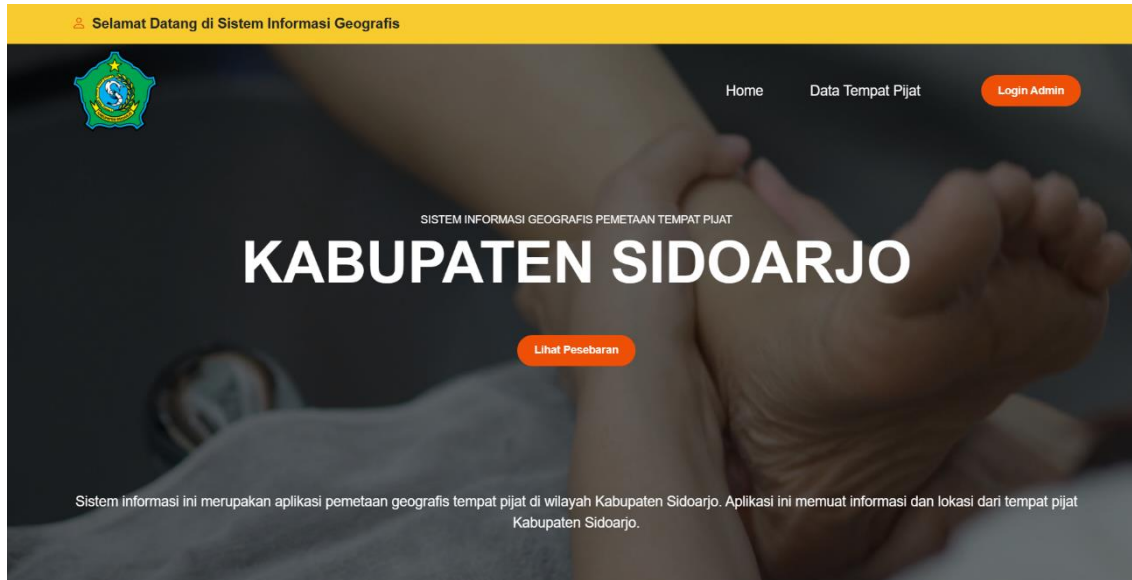 Selamat Datang di Sistem Informasi Geografis
Home
Data Tempat Pijat
Login Admin
SISTEM INFORMASI GEOGRAFIS PEMETAAN TEMPAT PIJAT
KABUPATEN SIDOARJO
Lihat Pesebaran
Sistem informasi ini merupakan aplikasi pemetaan geografis tempat pijat di wilayah Kabupaten Sidoarjo. Aplikasi ini memuat informasi dan lokasi dari tempat pijat
Kabupaten Sidoarjo.